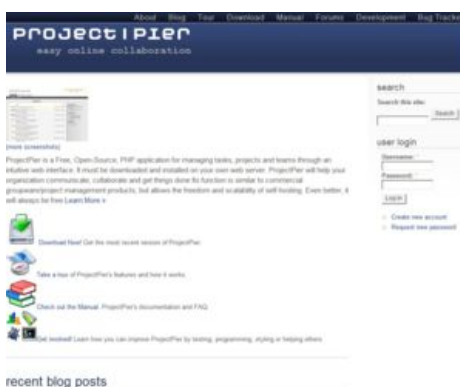 About Blog Tour Download Manual Forums Development Bug Tracke
PROJECTPIER
easy online collaboration
(more screenshots)
ProjectPier is a Free, Open-Source, PHP application for managing tasks, projects and teams through an
intuitive web interface. It must be downloaded and installed on your own web server. ProjectPier will help your
organization communicate, collaborate and get things done Its function is similar to commercial
groupware/project management products, but allows the freedom and scalability of self-hosting. Even better, it
will always be free Learn More »
Download Now! Get the most recent version of ProjectPier.
Take a tour of ProjectPier's features and how it works.
Check out the Manual. ProjectPier's documentation and FAQ.
Get involved! Learn how you can improve ProjectPier by testing, programming, styling or helping others
recent blog posts
search
Search this site:
Search
user login
Username:
Password:
Log in
Create new account
Request new password